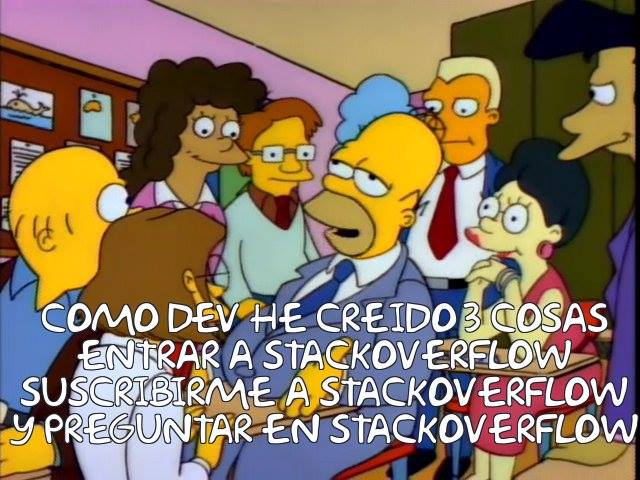 COMO DEV HE CREIDO 3 COSAS
ENTRAR A STACKOVERFLOW
SUSCRIBIRME A STACKOVERFLOW
Y PREGUNTAR EN STACKOVERFLOW